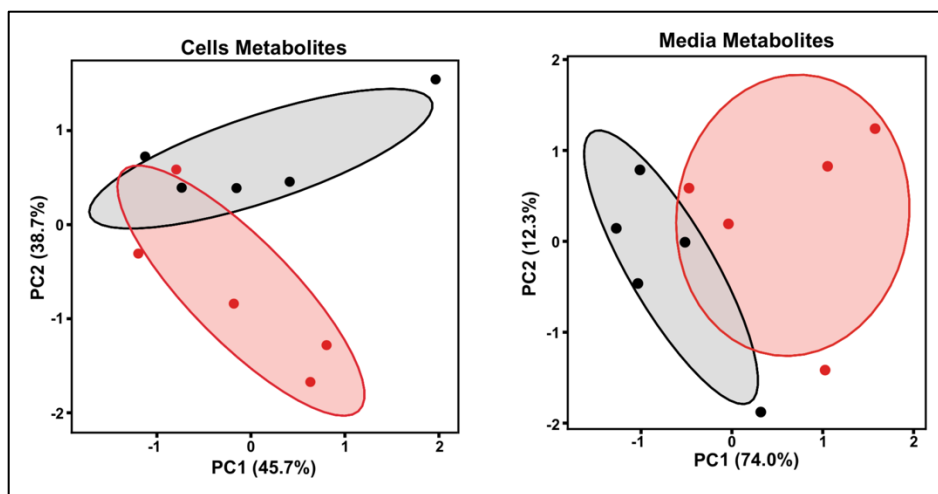 Cells Metabolites
1
0
-1
-2
PC2 (38.7%)
-1
0
1
2
PC1 (45.7%)
Media Metabolites
2
1
0
-1
-2
PC2 (12.3%)
-1
0
1
2
PC1 (74.0%)